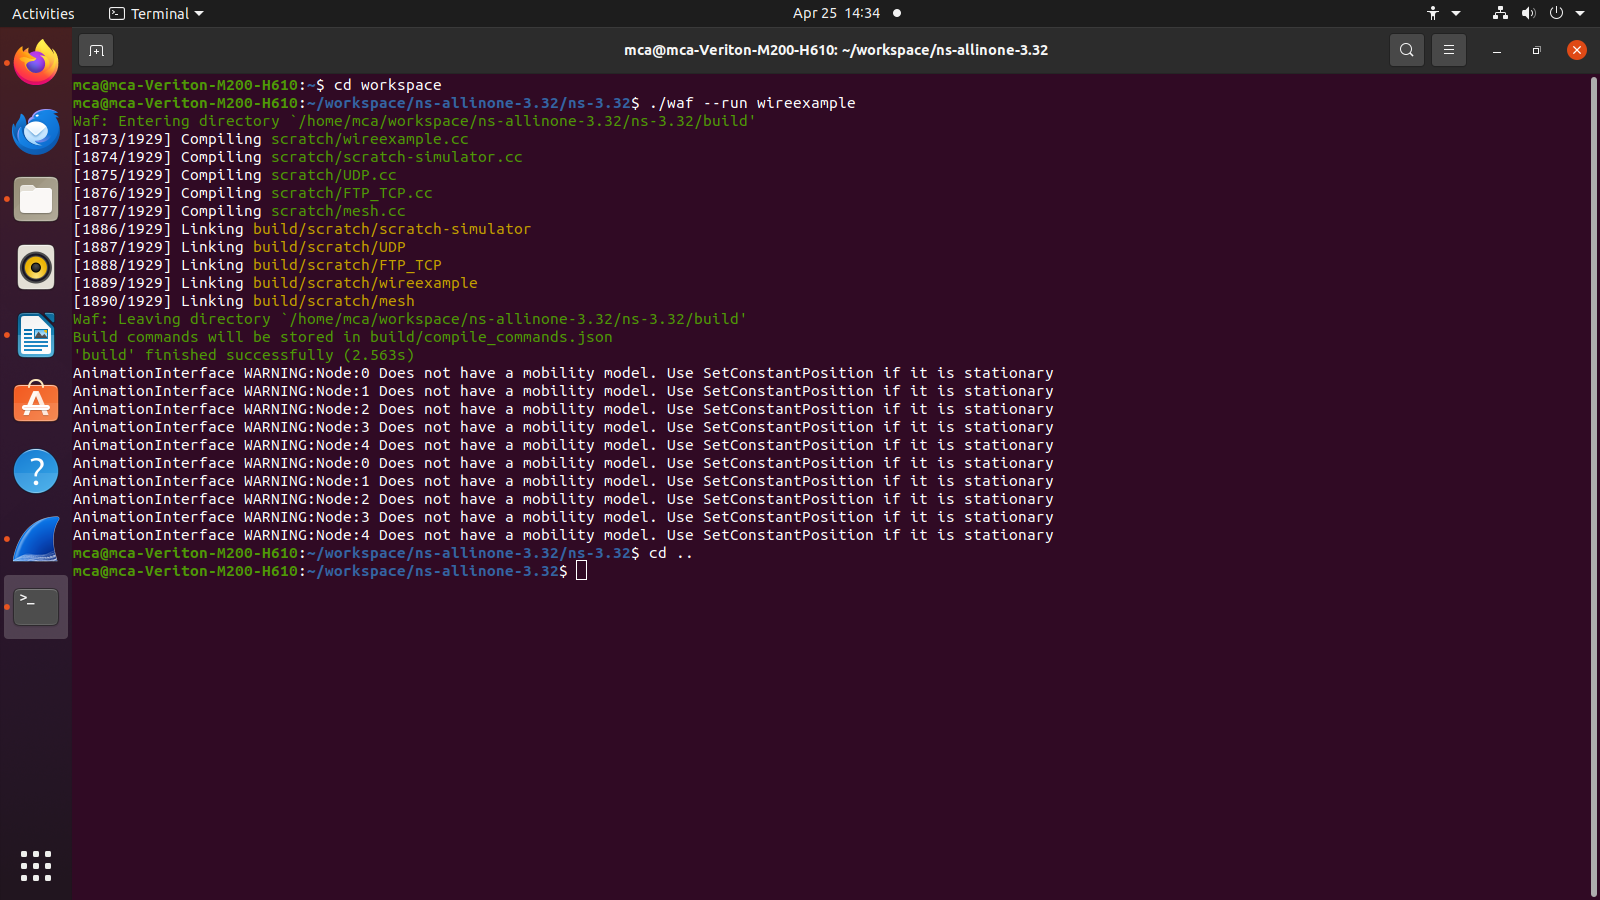 Activities
Terminal
Apr 25 14:34
mca@mca-Veriton-M200-H610: ~/workspace/ns-allinone-3.32
mca@mca-Veriton-M200-H610:~$ cd workspace
mca@mca-Veriton-M200-H610:~/workspace/ns-allinone-3.32/ns-3.32$ ./waf --run wireexample
Waf: Entering directory `/home/mca/workspace/ns-allinone-3.32/ns-3.32/build'
[1873/1929] Compiling scratch/wireexample.cc
[1874/1929] Compiling scratch/scratch-simulator.cc
[1875/1929] Compiling scratch/UDP.cc
[1876/1929] Compiling scratch/FTP_TCP.cc
[1877/1929] Compiling scratch/mesh.cc
[1886/1929] Linking build/scratch/scratch-simulator
[1887/1929] Linking build/scratch/UDP
[1888/1929] Linking build/scratch/FTP_TCP
[1889/1929] Linking build/scratch/wireexample
[1890/1929] Linking build/scratch/mesh
Waf: Leaving directory `/home/mca/workspace/ns-allinone-3.32/ns-3.32/build'
Build commands will be stored in build/compile_commands.json
'build' finished successfully (2.563s)
AnimationInterface WARNING:Node:0 Does not have a mobility model. Use SetConstantPosition if it is stationary
AnimationInterface WARNING:Node:1 Does not have a mobility model. Use SetConstantPosition if it is stationary
AnimationInterface WARNING:Node:2 Does not have a mobility model. Use SetConstantPosition if it is stationary
AnimationInterface WARNING:Node:3 Does not have a mobility model. Use SetConstantPosition if it is stationary
AnimationInterface WARNING:Node:4 Does not have a mobility model. Use SetConstantPosition if it is stationary
AnimationInterface WARNING:Node:0 Does not have a mobility model. Use SetConstantPosition if it is stationary
AnimationInterface WARNING:Node:1 Does not have a mobility model. Use SetConstantPosition if it is stationary
AnimationInterface WARNING:Node:2 Does not have a mobility model. Use SetConstantPosition if it is stationary
AnimationInterface WARNING:Node:3 Does not have a mobility model. Use SetConstantPosition if it is stationary
AnimationInterface WARNING:Node:4 Does not have a mobility model. Use SetConstantPosition if it is stationary
mca@mca-Veriton-M200-H610:~/workspace/ns-allinone-3.32/ns-3.32$ cd ..
mca@mca-Veriton-M200-H610:~/workspace/ns-allinone-3.32$